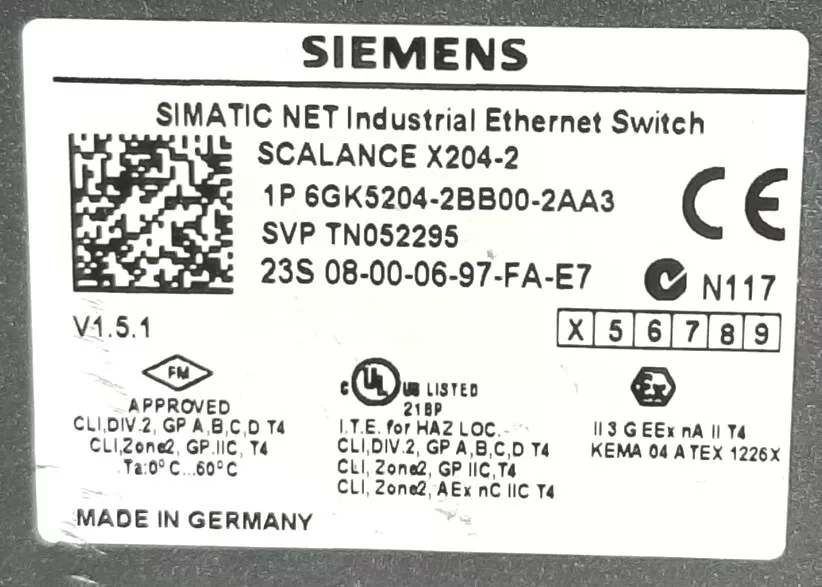 SIEMENS
SIMATIC NET Industrial Ethernet Switch
SCALANCE X204-2
1P 6GK5204-2BB00-2AA3
SVP TN052295
23S 08-00-06-97-FA-E7
CE
N117
V1.5.1
X 5 6 7 8 9
FM
APPROVED
CLI,DIV.2, GP A,B,C,D T4
CLI,Zone2, GP.IIC, T4
Ta:0°C...60°C
c UL us LISTED
21BP
I.T.E. for HAZ LOC.
CLI,DIV.2, GP A,B,C,D T4
CLI, Zone2, GP IIC,T4
CLI, Zone2, AEx nC IIC T4
Ex
II 3 G EEx nA II T4
KEMA 04 ATEX 1226X
MADE IN GERMANY